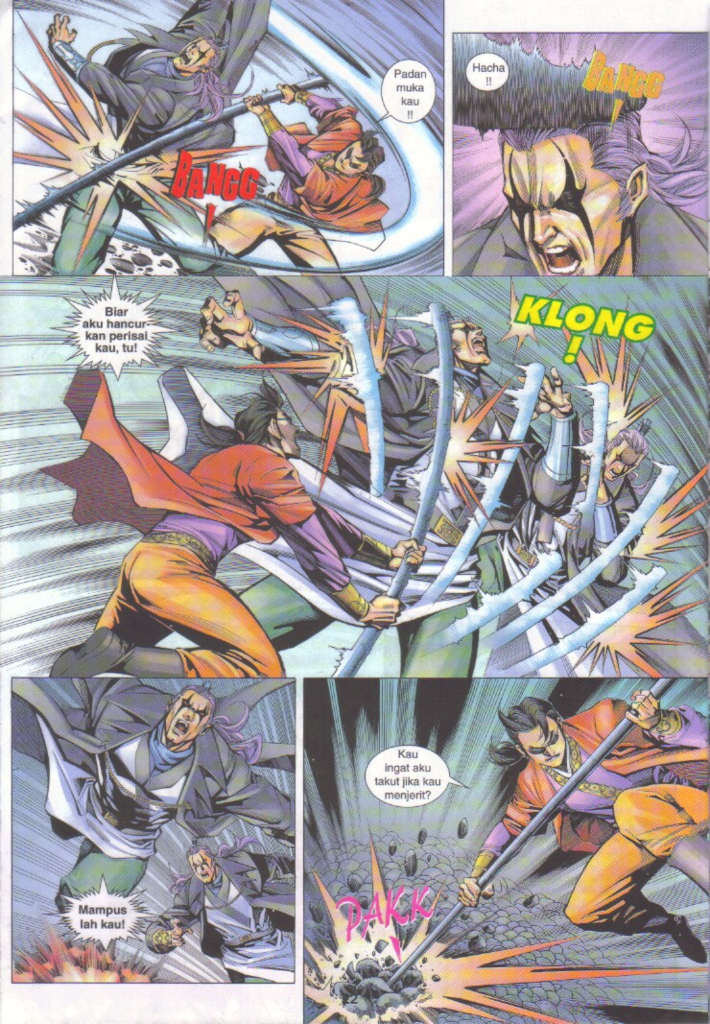 Padan
muka
kau
!!
BANGG
!
Hacha
!!
BANGG
!
Biar
aku hancur-
kan perisai
kau, tu!
KLONG
!
Mampus
lah kau!
Kau
ingat aku
takut jika kau
menjerit?
PAKK
!